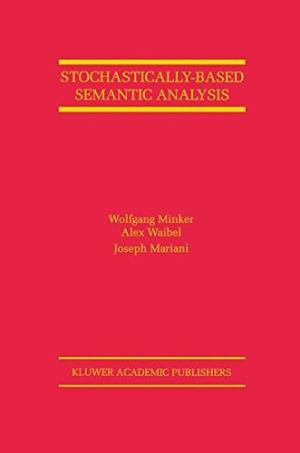 STOCHASTICALLY-BASED
SEMANTIC ANALYSIS
Wolfgang Minker
Alex Waibel
Joseph Mariani
KLUWER ACADEMIC PUBLISHERS